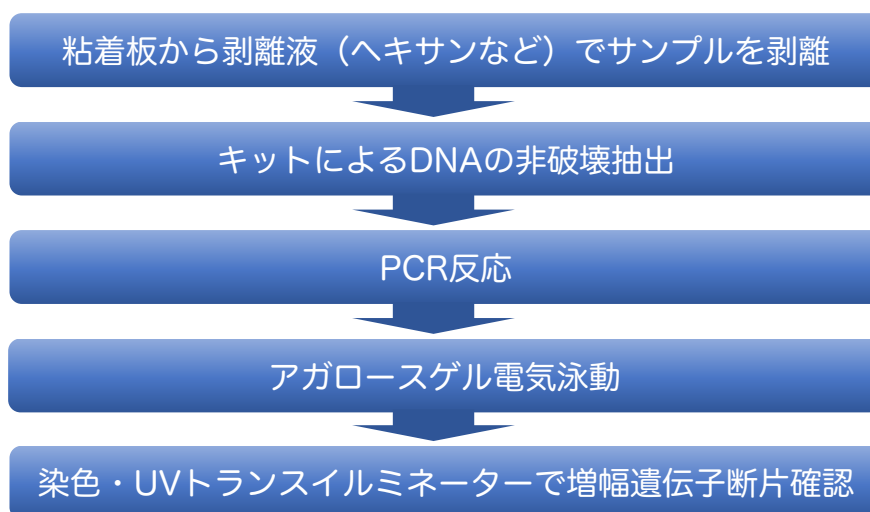 粘着板から剥離液（ヘキサンなど）でサンプルを剥離
キットによるDNAの非破壊抽出
PCR反応
アガロースゲル電気泳動
染色・UVトランスイルミネーターで増幅遺伝子断片確認